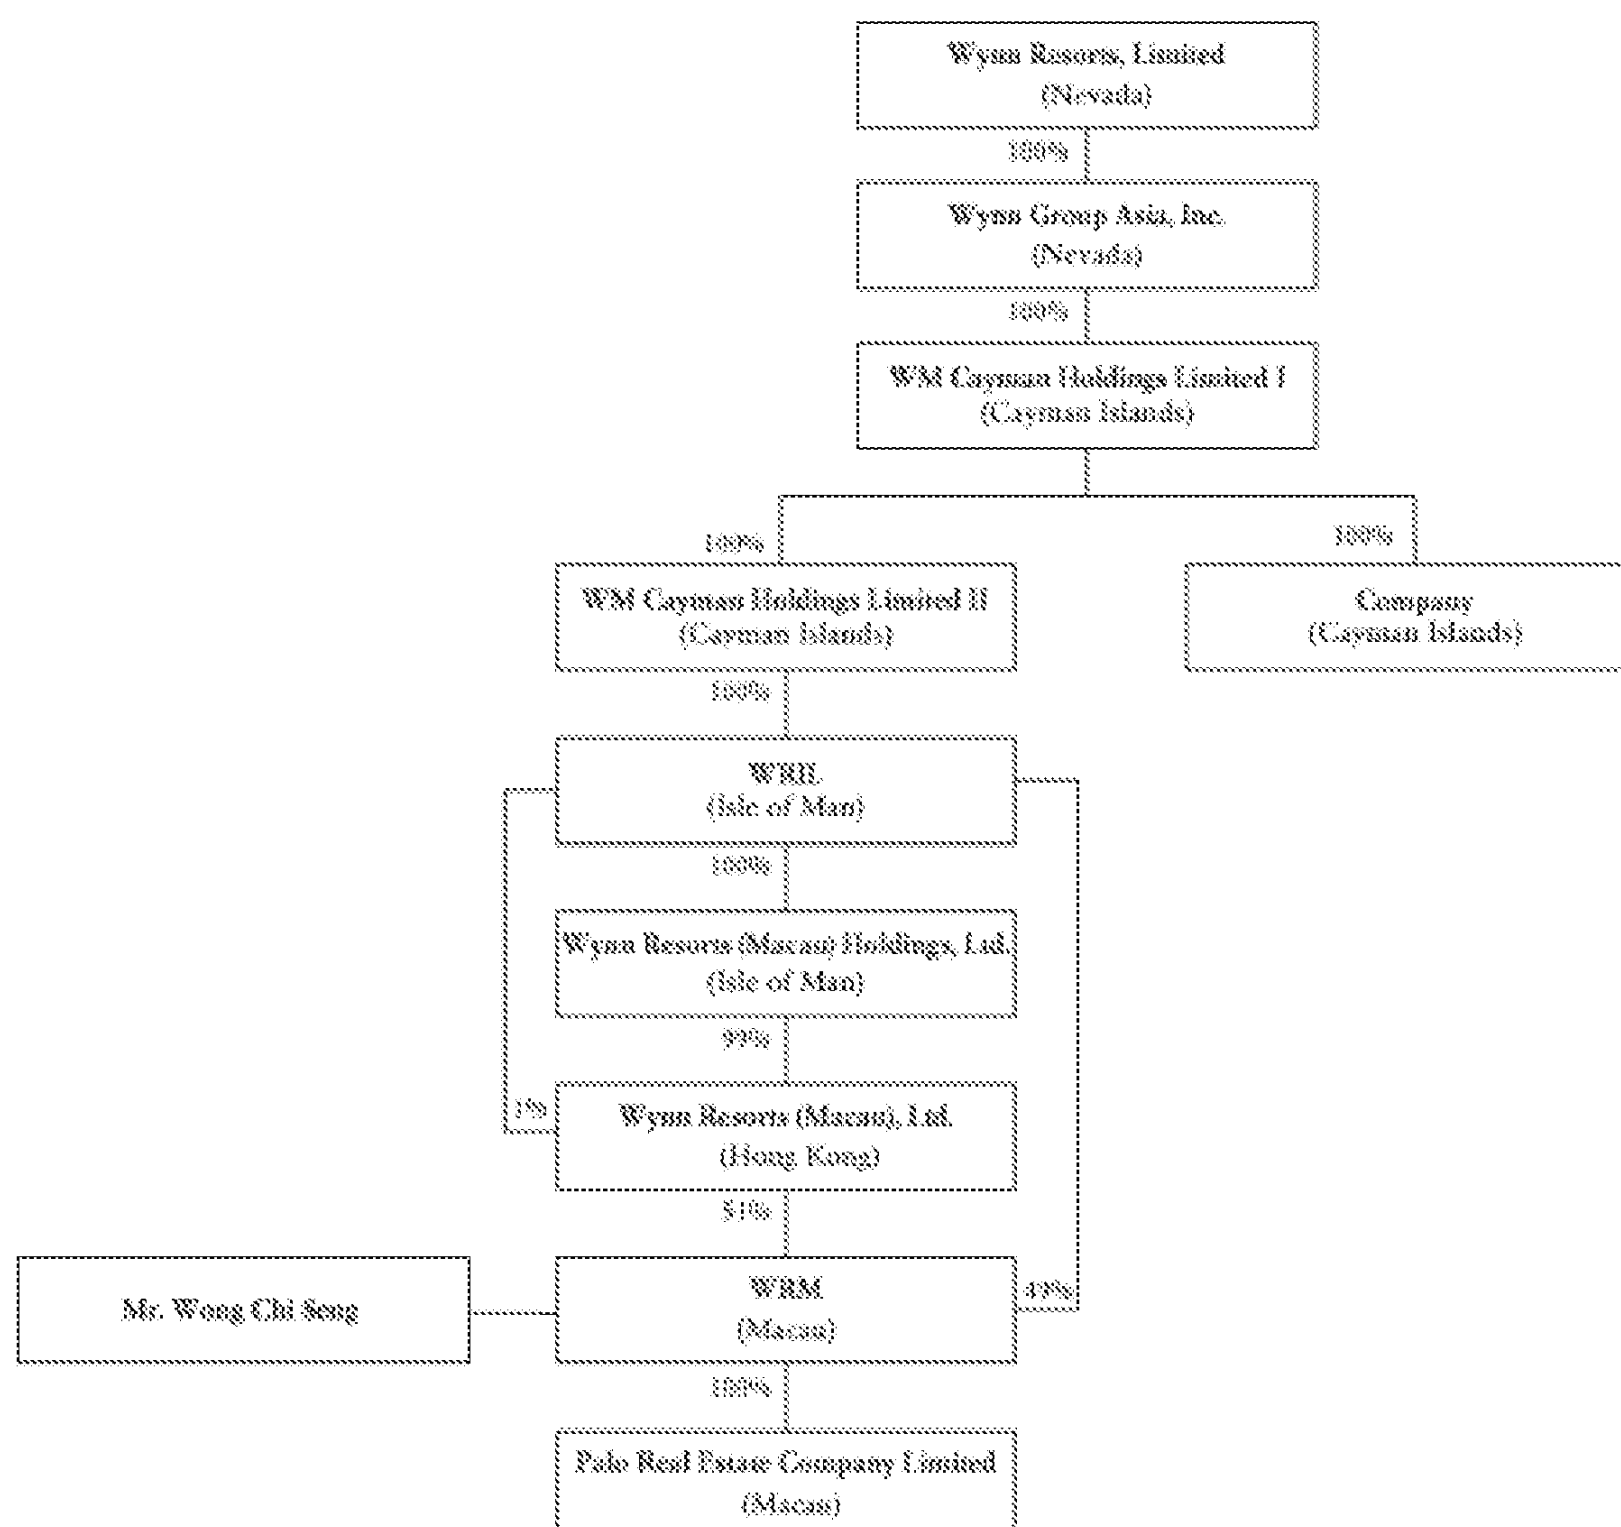 Wynn Resorts, Limited
(Nevada)
100%
Wynn Group Asia, Inc.
(Nevada)
100%
WM Cayman Holdings Limited I
(Cayman Islands)
100%
100%
WM Cayman Holdings Limited II
(Cayman Islands)
Company
(Cayman Islands)
100%
WRIL
(Isle of Man)
100%
Wynn Resorts (Macau) Holdings, Ltd.
(Isle of Man)
99%
1%
Wynn Resorts (Macau), Ltd.
(Hong Kong)
51%
Mr. Wong Chi Seng
WRM
(Macau)
49%
100%
Palo Real Estate Company Limited
(Macau)